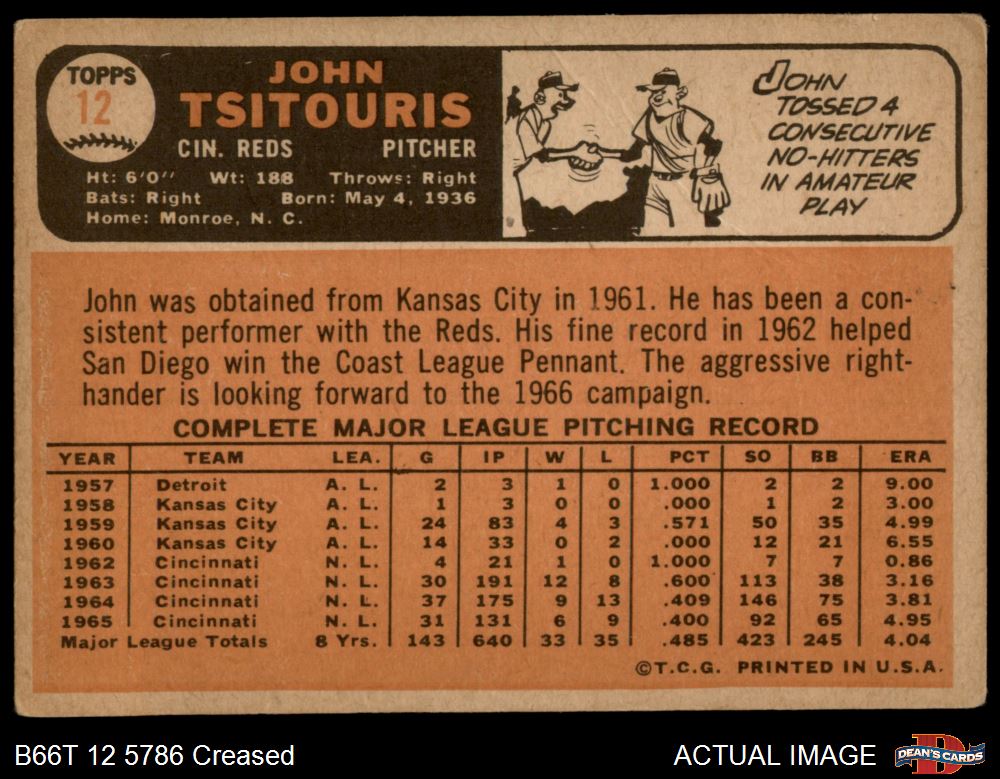 TOPPS
12
JOHN
TSITOURIS
CIN. REDS PITCHER
Ht: 6'0" Wt: 188 Throws: Right
Bats: Right Born: May 4, 1936
Home: Monroe, N. C.
JOHN
TOSSED 4
CONSECUTIVE
NO-HITTERS
IN AMATEUR
PLAY
John was obtained from Kansas City in 1961. He has been a con-
sistent performer with the Reds. His fine record in 1962 helped
San Diego win the Coast League Pennant. The aggressive right-
hander is looking forward to the 1966 campaign.
COMPLETE MAJOR LEAGUE PITCHING RECORD
YEAR TEAM LEA. G IP W L PCT SO BB ERA
1957 Detroit A. L. 2 3 1 0 1.000 2 2 9.00
1958 Kansas City A. L. 1 3 0 0 .000 1 2 3.00
1959 Kansas City A. L. 24 83 4 3 .571 50 35 4.99
1960 Kansas City A. L. 14 33 0 2 .000 12 21 6.55
1962 Cincinnati N. L. 4 21 1 0 1.000 7 7 0.86
1963 Cincinnati N. L. 30 191 12 8 .600 113 38 3.16
1964 Cincinnati N. L. 37 175 9 13 .409 146 75 3.81
1965 Cincinnati N. L. 31 131 6 9 .400 92 65 4.95
Major League Totals 8 Yrs. 143 640 33 35 .485 423 245 4.04
©T.C.G. PRINTED IN U.S.A.
B66T 12 5786 Creased
ACTUAL IMAGE
DEAN'S CARDS